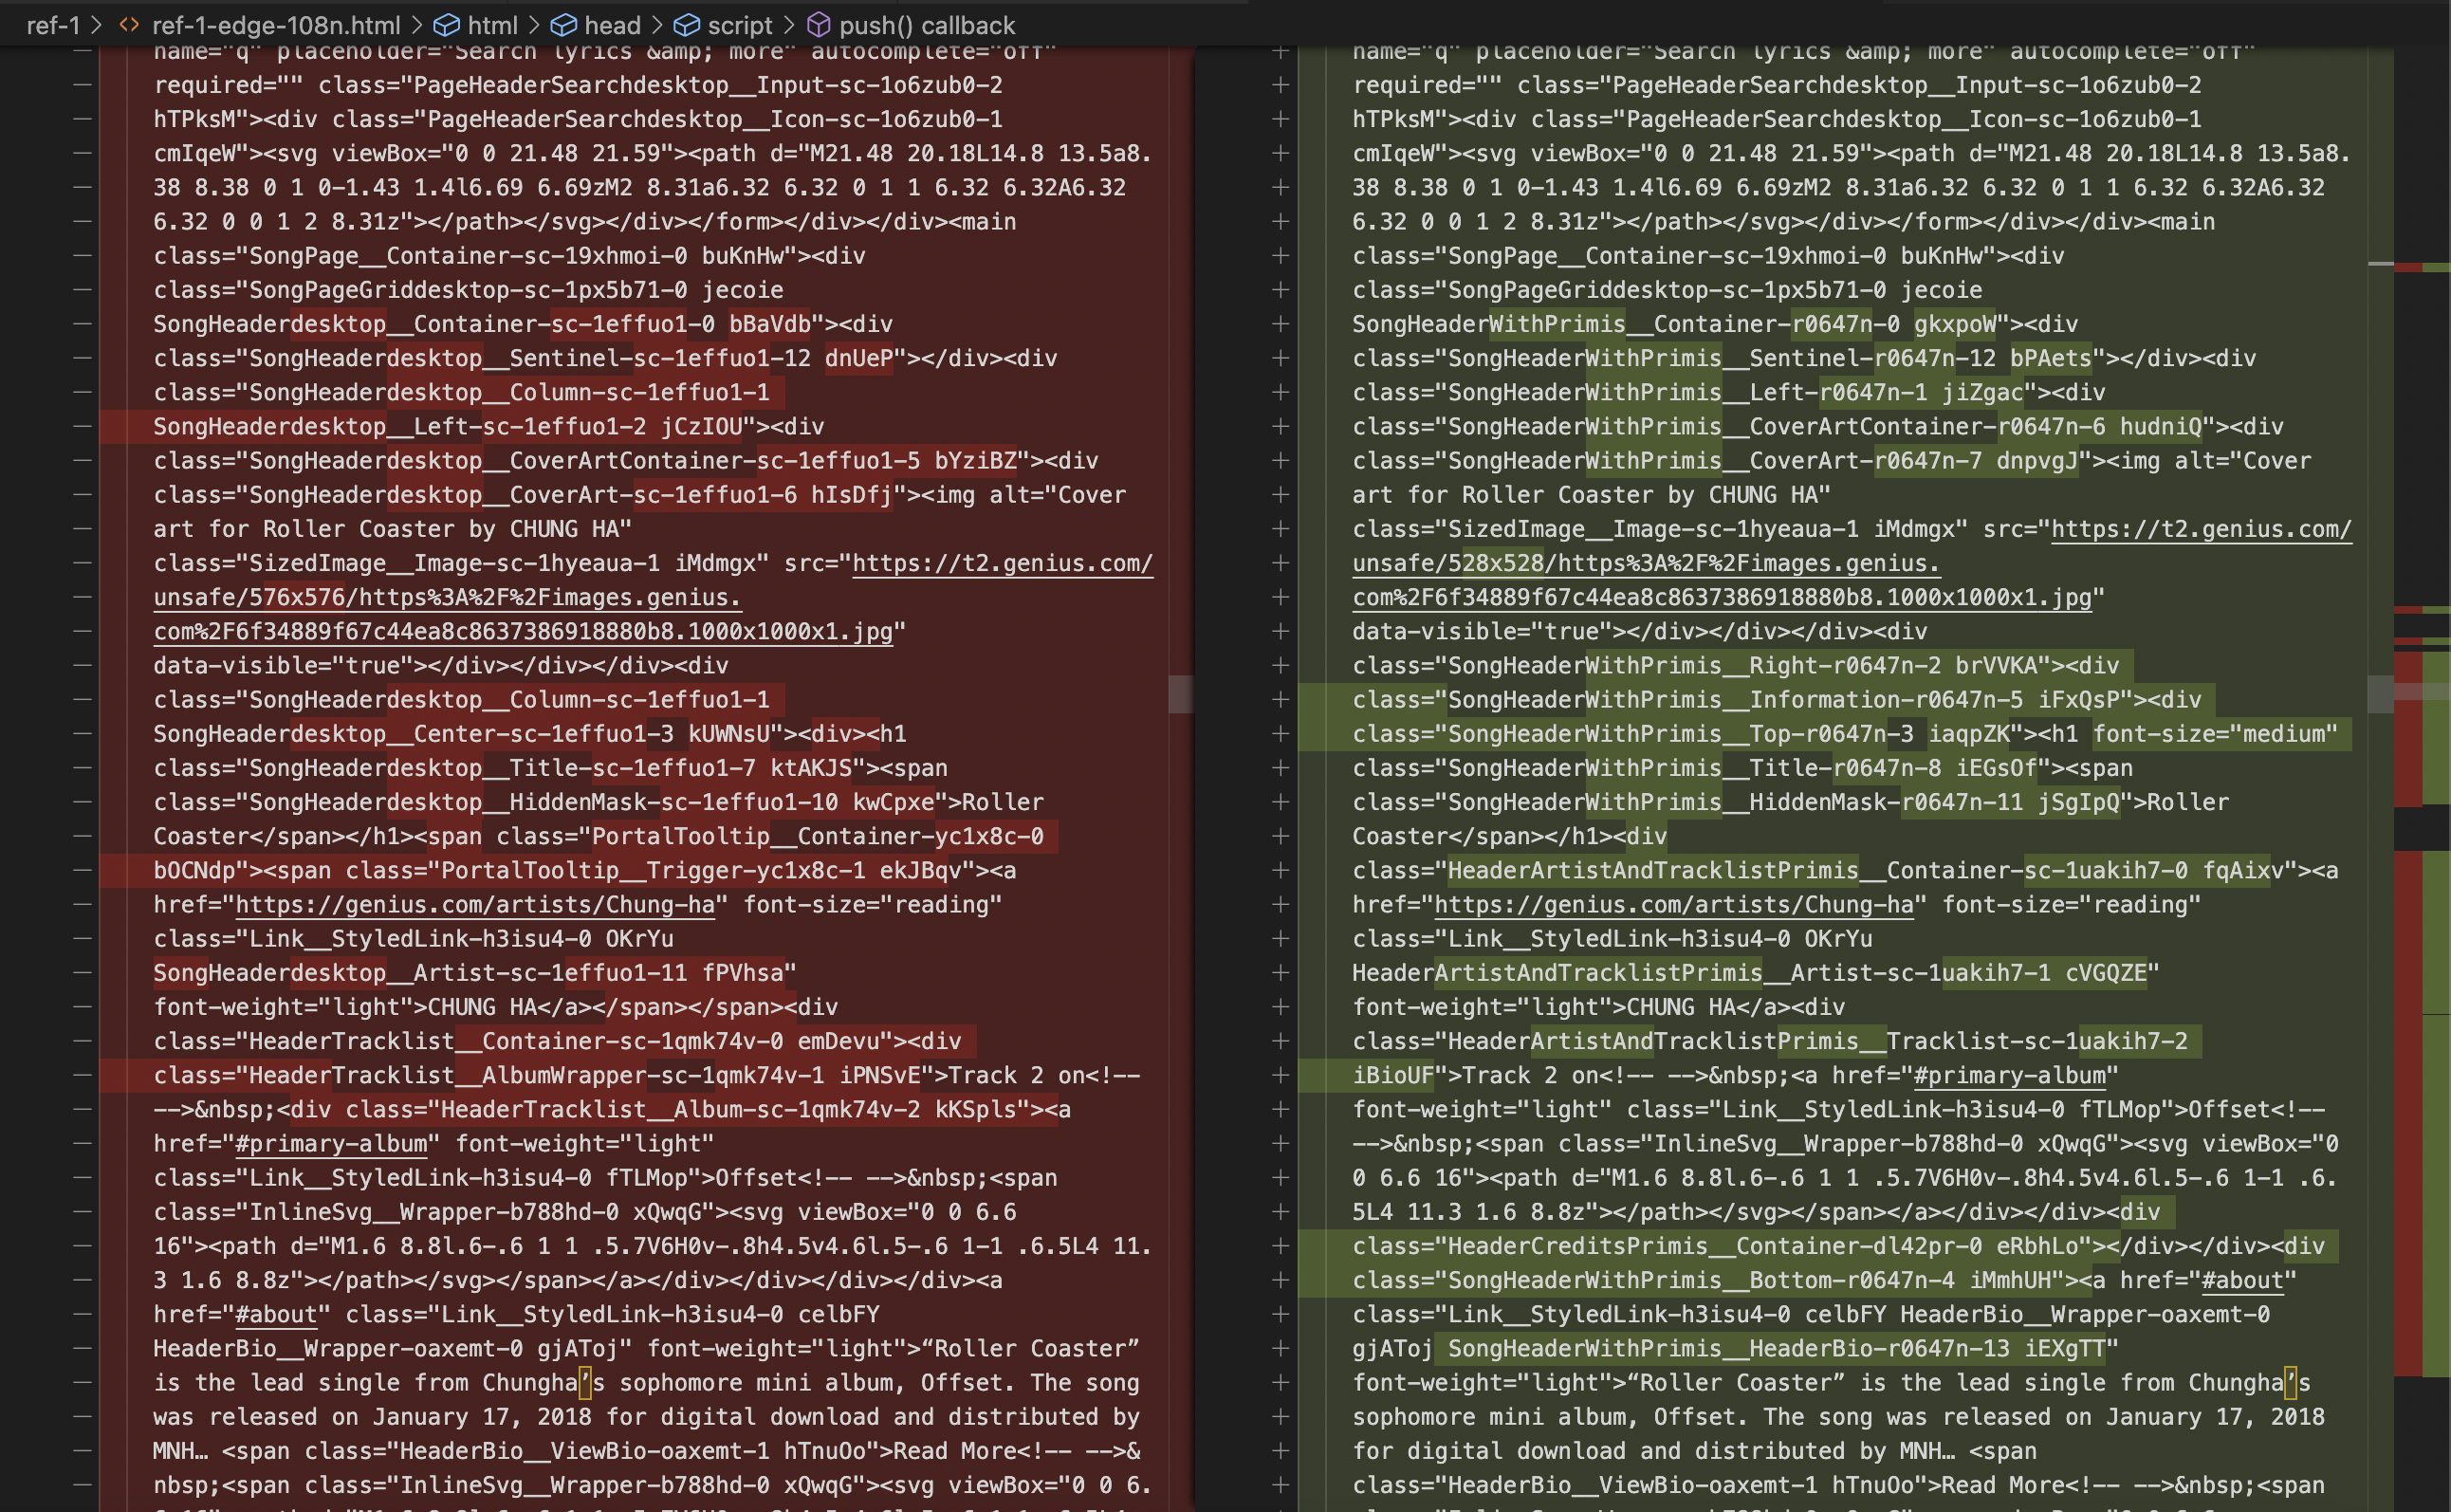 ref-1 > <> ref-1-edge-108n.html > html > head > script > push() callback
name="q" placeholder="Search lyrics &amp; more" autocomplete="off"
required="" class="PageHeaderSearchdesktop__Input-sc-1o6zub0-2
hTPksM"><div class="PageHeaderSearchdesktop__Icon-sc-1o6zub0-1
cmIqeW"><svg viewBox="0 0 21.48 21.59"><path d="M21.48 20.18L14.8 13.5a8.
38 8.38 0 1 0-1.43 1.4l6.69 6.69zM2 8.31a6.32 6.32 0 1 1 6.32 6.32A6.32
6.32 0 0 1 2 8.31z"></path></svg></div></form></div></div><main
class="SongPage__Container-sc-19xhmoi-0 buKnHw"><div
class="SongPageGriddesktop-sc-1px5b71-0 jecoie
SongHeaderdesktop__Container-sc-1effuo1-0 bBaVdb"><div
class="SongHeaderdesktop__Sentinel-sc-1effuo1-12 dnUeP"></div><div
class="SongHeaderdesktop__Column-sc-1effuo1-1
SongHeaderdesktop__Left-sc-1effuo1-2 jCzIOU"><div
class="SongHeaderdesktop__CoverArtContainer-sc-1effuo1-5 bYziBZ"><div
class="SongHeaderdesktop__CoverArt-sc-1effuo1-6 hIsDfj"><img alt="Cover
art for Roller Coaster by CHUNG HA"
class="SizedImage__Image-sc-1hyeaua-1 iMdmgx" src="https://t2.genius.com/
unsafe/576x576/https%3A%2F%2Fimages.genius.
com%2F6f34889f67c44ea8c8637386918880b8.1000x1000x1.jpg"
data-visible="true"></div></div></div><div
class="SongHeaderdesktop__Column-sc-1effuo1-1
SongHeaderdesktop__Center-sc-1effuo1-3 kUWNsU"><div><h1
class="SongHeaderdesktop__Title-sc-1effuo1-7 ktAKJS"><span
class="SongHeaderdesktop__HiddenMask-sc-1effuo1-10 kwCpxe">Roller
Coaster</span></h1><span class="PortalTooltip__Container-yc1x8c-0
bOCNdp"><span class="PortalTooltip__Trigger-yc1x8c-1 ekJBqv"><a
href="https://genius.com/artists/Chung-ha" font-size="reading"
class="Link__StyledLink-h3isu4-0 OKrYu
SongHeaderdesktop__Artist-sc-1effuo1-11 fPVhsa"
font-weight="light">CHUNG HA</a></span></span><div
class="HeaderTracklist__Container-sc-1qmk74v-0 emDevu"><div
class="HeaderTracklist__AlbumWrapper-sc-1qmk74v-1 iPNSvE">Track 2 on<!--
-->&nbsp;<div class="HeaderTracklist__Album-sc-1qmk74v-2 kKSpls"><a
href="#primary-album" font-weight="light"
class="Link__StyledLink-h3isu4-0 fTLMop">Offset<!-- -->&nbsp;<span
class="InlineSvg__Wrapper-b788hd-0 xQwqG"><svg viewBox="0 0 6.6
16"><path d="M1.6 8.8l.6-.6 1 1 .5.7V6H0v-.8h4.5v4.6l.5-.6 1-1 .6.5L4 11.
3 1.6 8.8z"></path></svg></span></a></div></div></div></div><a
href="#about" class="Link__StyledLink-h3isu4-0 celbFY
HeaderBio__Wrapper-oaxemt-0 gjAToj" font-weight="light">“Roller Coaster”
is the lead single from Chungha’s sophomore mini album, Offset. The song
was released on January 17, 2018 for digital download and distributed by
MNH… <span class="HeaderBio__ViewBio-oaxemt-1 hTnuOo">Read More<!-- -->&
nbsp;<span class="InlineSvg__Wrapper-b788hd-0 xQwqG"><svg viewBox="0 0 6.
name="q" placeholder="Search lyrics &amp; more" autocomplete="off"
required="" class="PageHeaderSearchdesktop__Input-sc-1o6zub0-2
hTPksM"><div class="PageHeaderSearchdesktop__Icon-sc-1o6zub0-1
cmIqeW"><svg viewBox="0 0 21.48 21.59"><path d="M21.48 20.18L14.8 13.5a8.
38 8.38 0 1 0-1.43 1.4l6.69 6.69zM2 8.31a6.32 6.32 0 1 1 6.32 6.32A6.32
6.32 0 0 1 2 8.31z"></path></svg></div></form></div></div><main
class="SongPage__Container-sc-19xhmoi-0 buKnHw"><div
class="SongPageGriddesktop-sc-1px5b71-0 jecoie
SongHeaderWithPrimis__Container-r0647n-0 gkxpoW"><div
class="SongHeaderWithPrimis__Sentinel-r0647n-12 bPAets"></div><div
class="SongHeaderWithPrimis__Left-r0647n-1 jiZgac"><div
class="SongHeaderWithPrimis__CoverArtContainer-r0647n-6 hudniQ"><div
class="SongHeaderWithPrimis__CoverArt-r0647n-7 dnpvgJ"><img alt="Cover
art for Roller Coaster by CHUNG HA"
class="SizedImage__Image-sc-1hyeaua-1 iMdmgx" src="https://t2.genius.com/
unsafe/528x528/https%3A%2F%2Fimages.genius.
com%2F6f34889f67c44ea8c8637386918880b8.1000x1000x1.jpg"
data-visible="true"></div></div></div><div
class="SongHeaderWithPrimis__Right-r0647n-2 brVVKA"><div
class="SongHeaderWithPrimis__Information-r0647n-5 iFxQsP"><div
class="SongHeaderWithPrimis__Top-r0647n-3 iaqpZK"><h1 font-size="medium"
class="SongHeaderWithPrimis__Title-r0647n-8 iEGsOf"><span
class="SongHeaderWithPrimis__HiddenMask-r0647n-11 jSgIpQ">Roller
Coaster</span></h1><div
class="HeaderArtistAndTracklistPrimis__Container-sc-1uakih7-0 fqAixv"><a
href="https://genius.com/artists/Chung-ha" font-size="reading"
class="Link__StyledLink-h3isu4-0 OKrYu
HeaderArtistAndTracklistPrimis__Artist-sc-1uakih7-1 cVGQZE"
font-weight="light">CHUNG HA</a><div
class="HeaderArtistAndTracklistPrimis__Tracklist-sc-1uakih7-2
iBioUF">Track 2 on<!-- -->&nbsp;<a href="#primary-album"
font-weight="light" class="Link__StyledLink-h3isu4-0 fTLMop">Offset<!--
-->&nbsp;<span class="InlineSvg__Wrapper-b788hd-0 xQwqG"><svg viewBox="0
0 6.6 16"><path d="M1.6 8.8l.6-.6 1 1 .5.7V6H0v-.8h4.5v4.6l.5-.6 1-1 .6.
5L4 11.3 1.6 8.8z"></path></svg></span></a></div></div><div
class="HeaderCreditsPrimis__Container-dl42pr-0 eRbhLo"></div></div><div
class="SongHeaderWithPrimis__Bottom-r0647n-4 iMmhUH"><a href="#about"
class="Link__StyledLink-h3isu4-0 celbFY HeaderBio__Wrapper-oaxemt-0
gjAToj SongHeaderWithPrimis__HeaderBio-r0647n-13 iEXgTT"
font-weight="light">“Roller Coaster” is the lead single from Chungha’s
sophomore mini album, Offset. The song was released on January 17, 2018
for digital download and distributed by MNH… <span
class="HeaderBio__ViewBio-oaxemt-1 hTnuOo">Read More<!-- -->&nbsp;<span